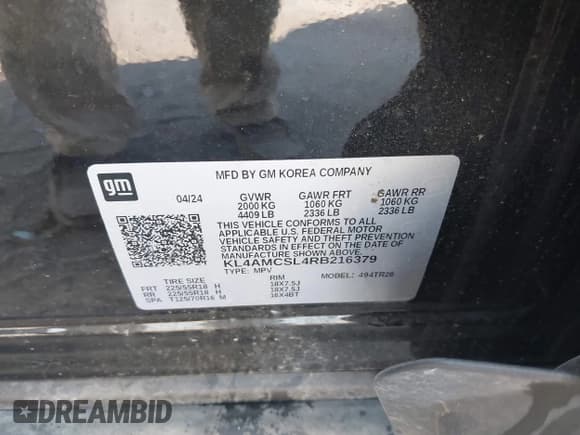 gm
MFD BY GM KOREA COMPANY
04/24 GVWR GAWR FRT GAWR RR
2000 KG 1060 KG 1060 KG
4409 LB 2336 LB 2336 LB
THIS VEHICLE CONFORMS TO ALL
APPLICABLE U.S. FEDERAL MOTOR
VEHICLE SAFETY AND THEFT PREVENTION
STANDARDS IN EFFECT ON THE DATE OF
MANUFACTURE SHOWN ABOVE.
KL4AMCSL4RB216379
TYPE: MPV MODEL: 494TR26
TIRE SIZE RIM
FRT 225/55R18 H 18X7.5J
RR 225/55R18 H 18X7.5J
SPA T125/70R16 M 16X4BT
DREAMBID